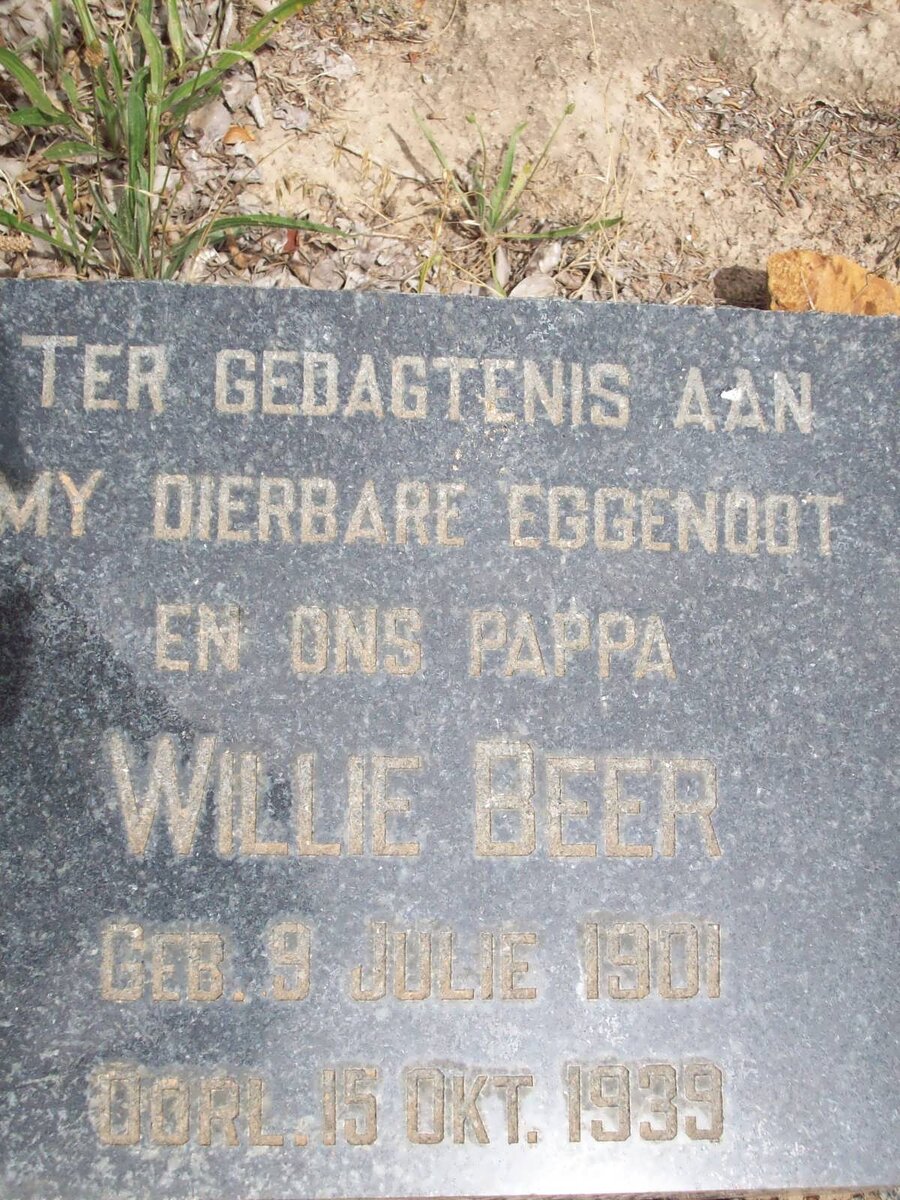 TER GEDAGTENIS AAN
MY DIERBARE EGGENOOT
EN ONS PAPPA
WILLIE BEER
GEB. 9 JULIE 1901
OORL. 15 OKT. 1939